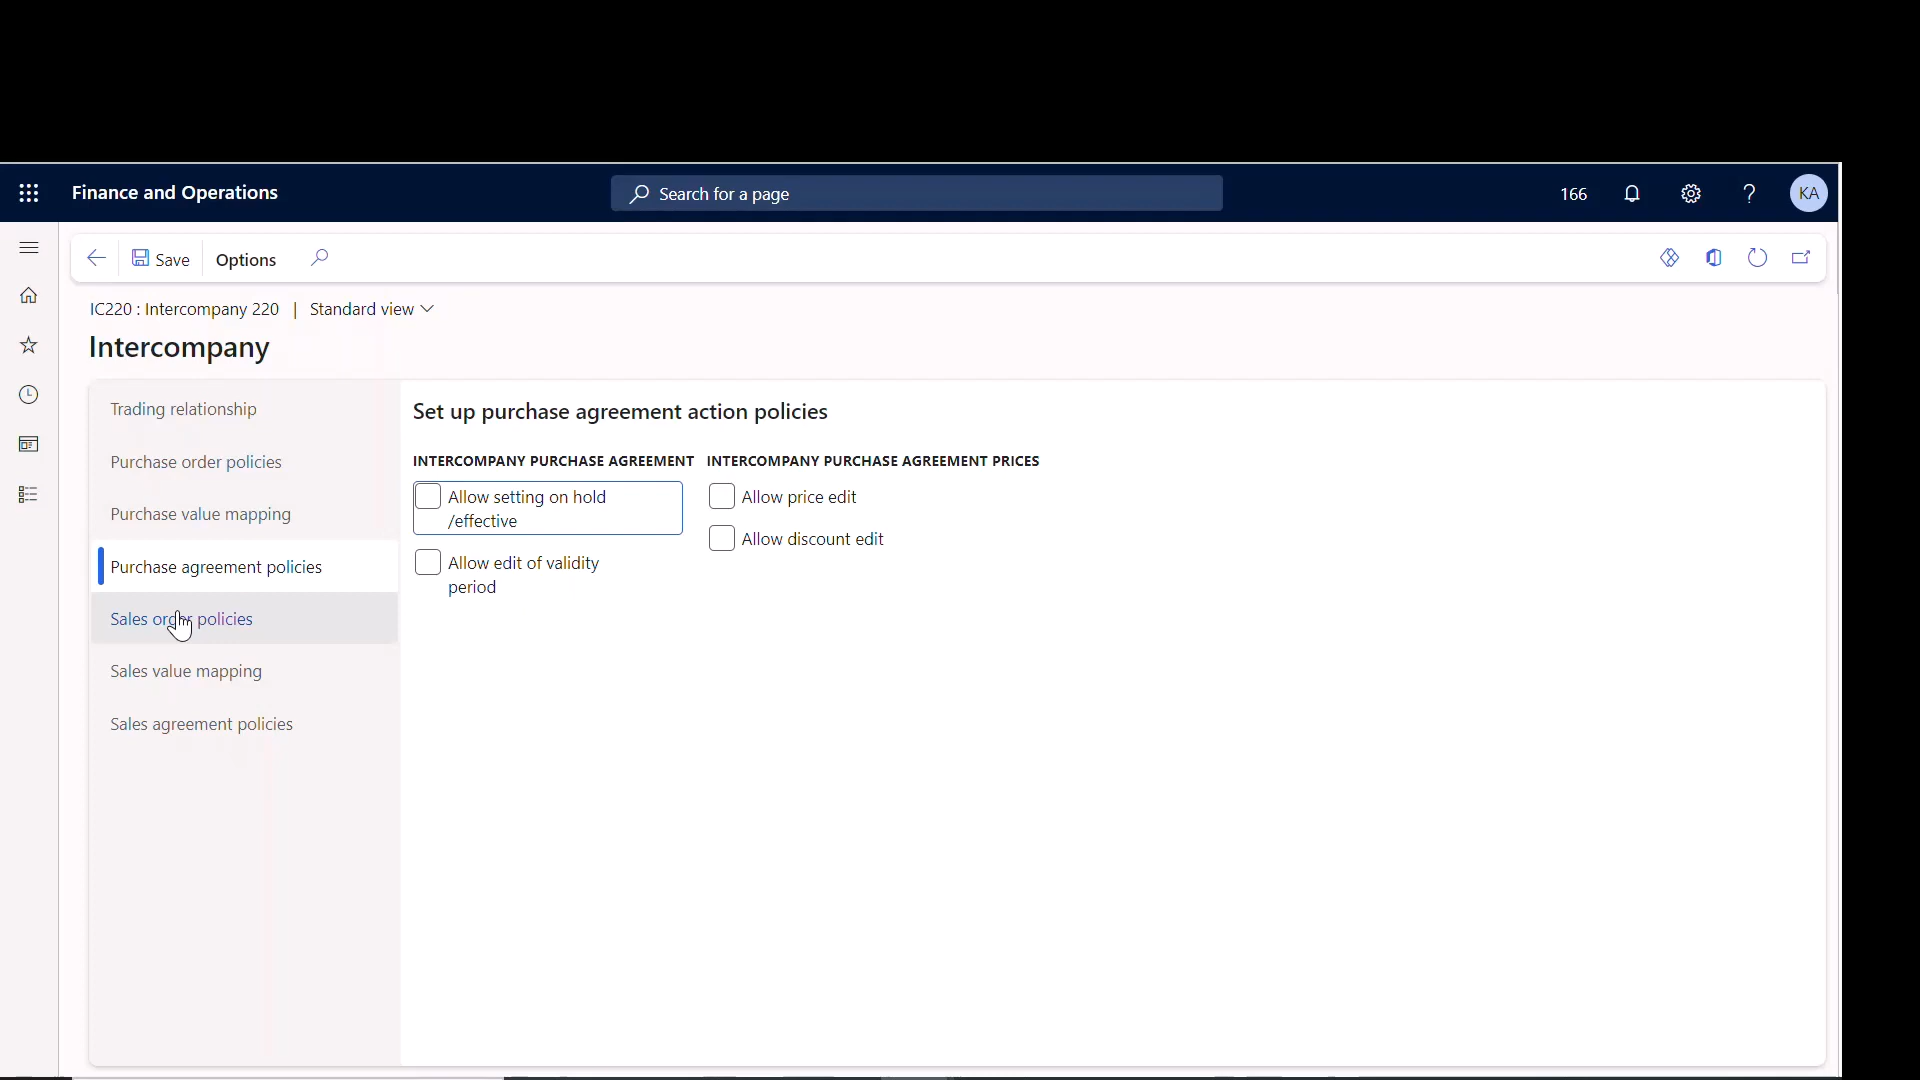 Finance and Operations
Search for a page
166
?
KA
Save
Options
IC220 : Intercompany 220 | Standard view
Intercompany
Trading relationship
Purchase order policies
Purchase value mapping
Purchase agreement policies
Sales order policies
Sales value mapping
Sales agreement policies
Set up purchase agreement action policies
INTERCOMPANY PURCHASE AGREEMENT
Allow setting on hold
/effective
Allow edit of validity
period
INTERCOMPANY PURCHASE AGREEMENT PRICES
Allow price edit
Allow discount edit